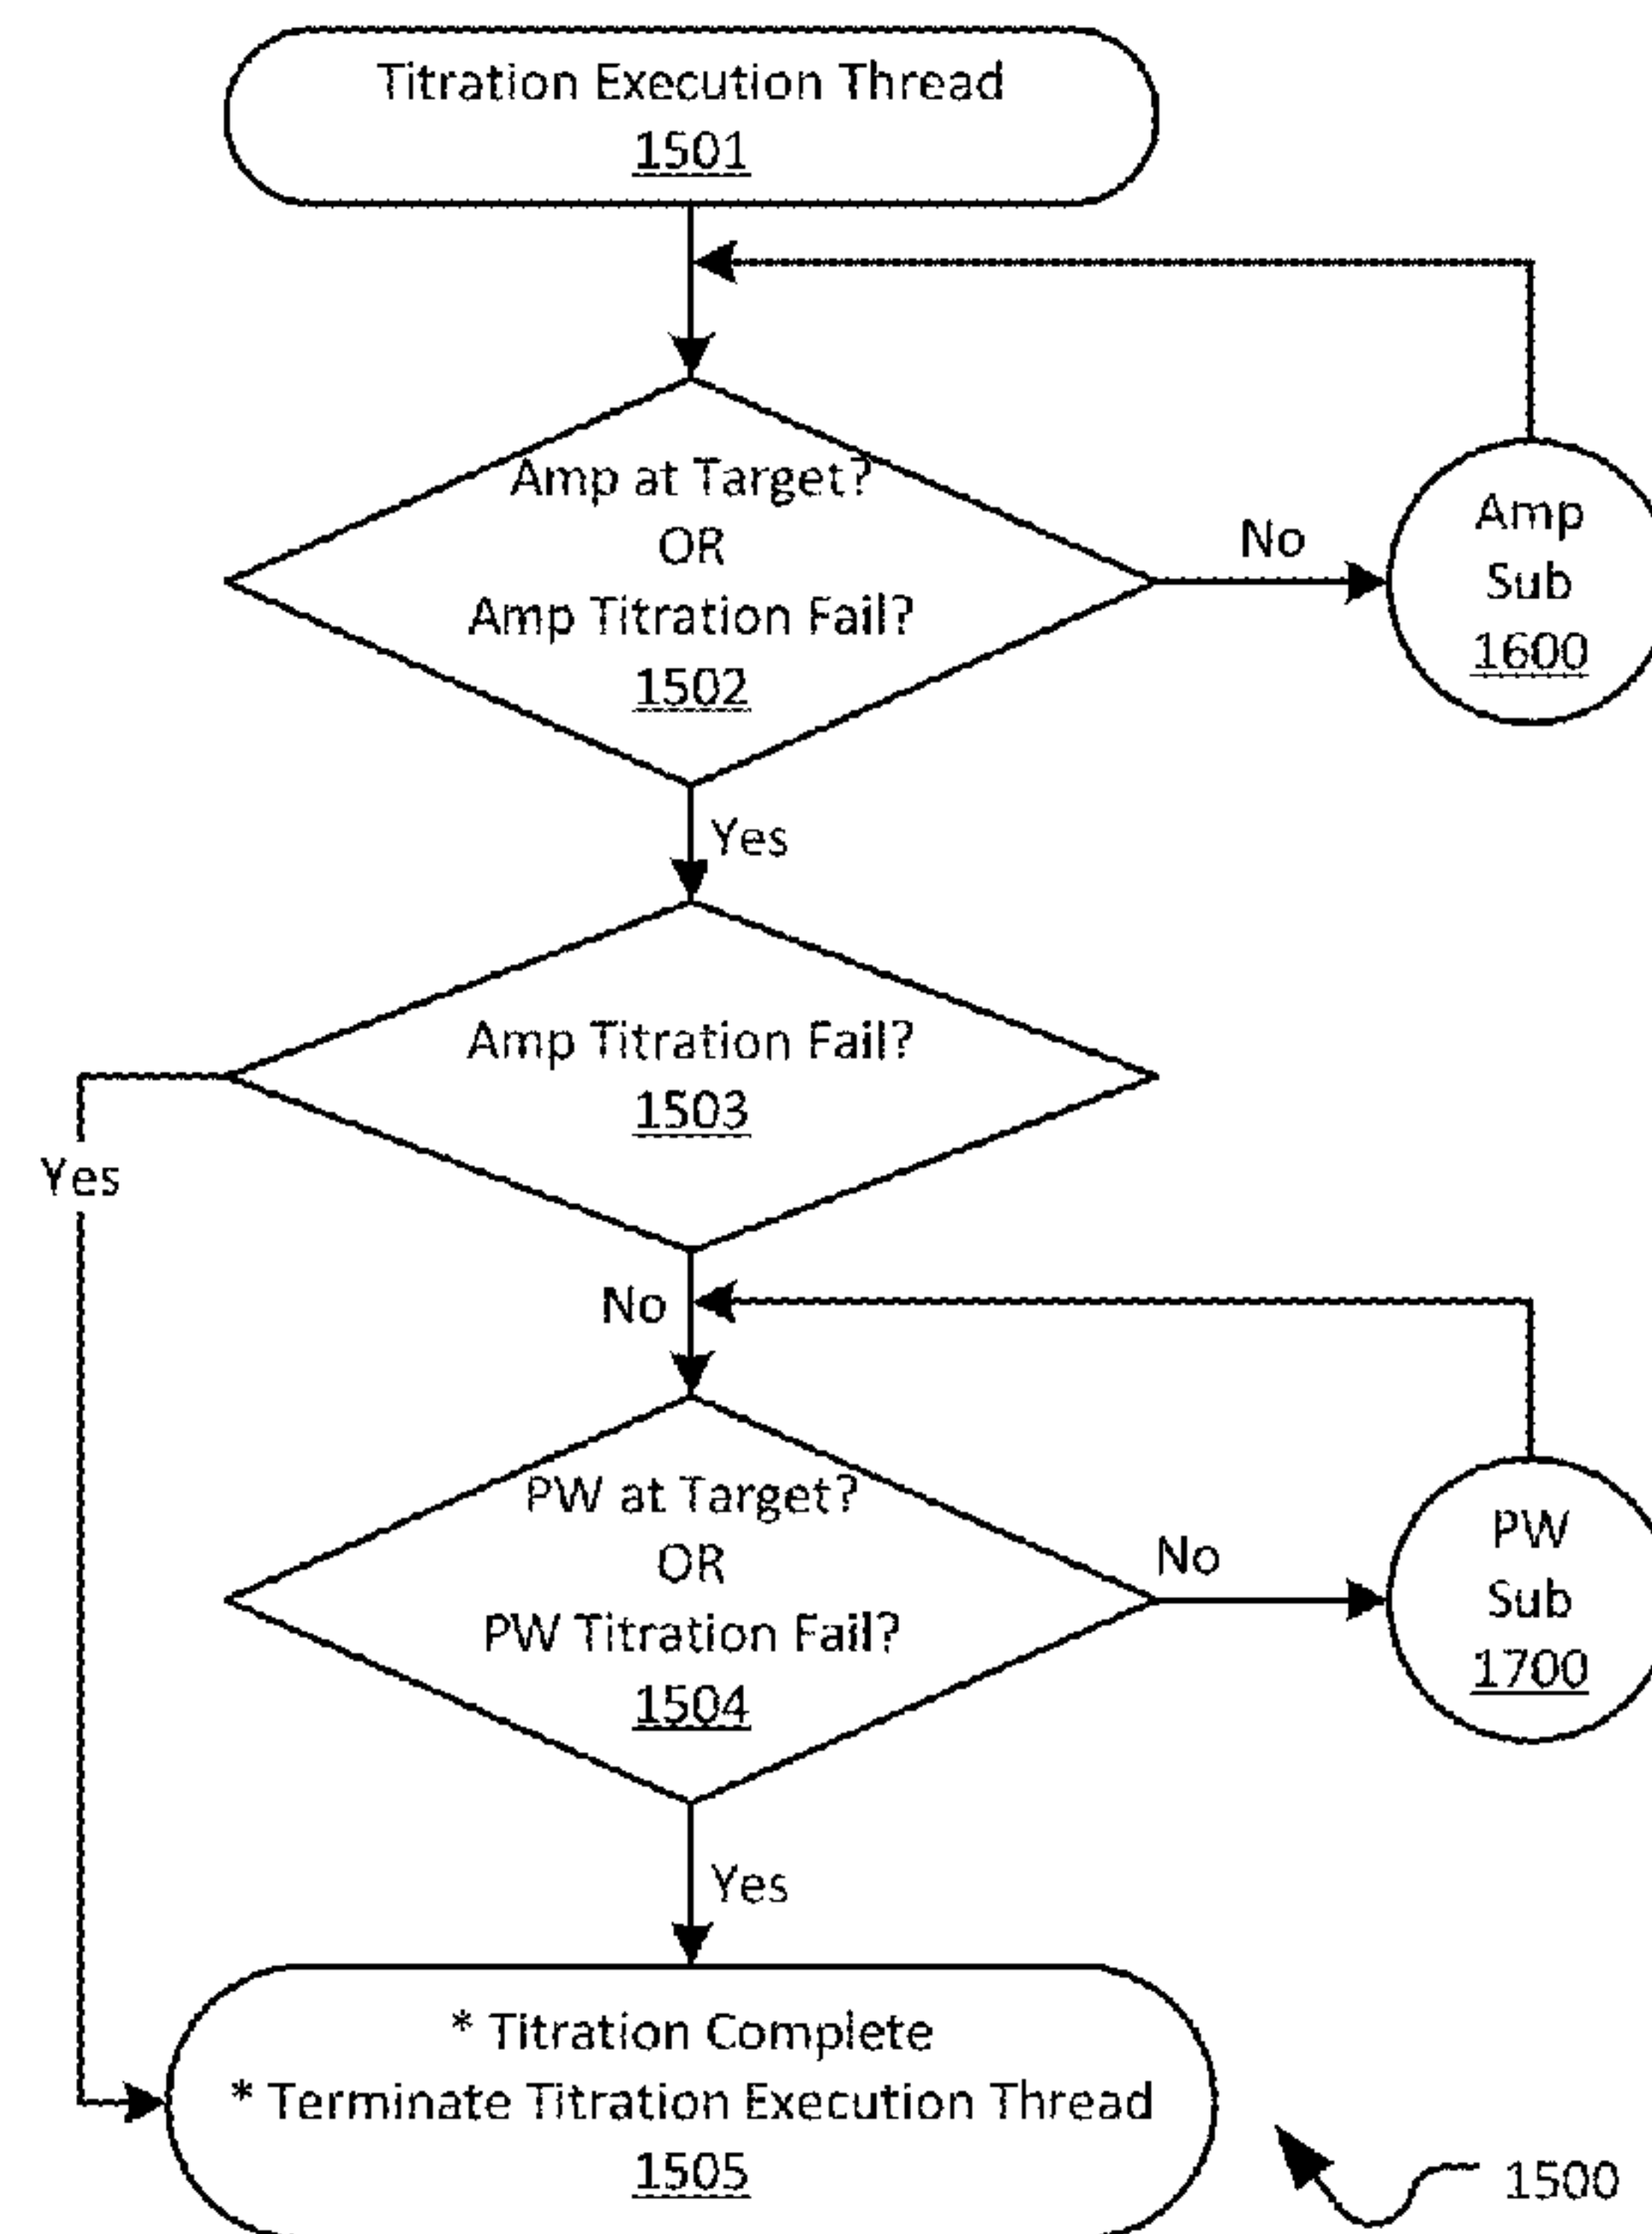 Titration Execution Thread
1501
Amp at Target?
OR
Amp Titration Fail?
1502
No
Amp
Sub
1600
Yes
Amp Titration Fail?
1503
Yes
No
PW at Target?
OR
PW Titration Fail?
1504
No
PW
Sub
1700
Yes
* Titration Complete
* Terminate Titration Execution Thread
1505
1500